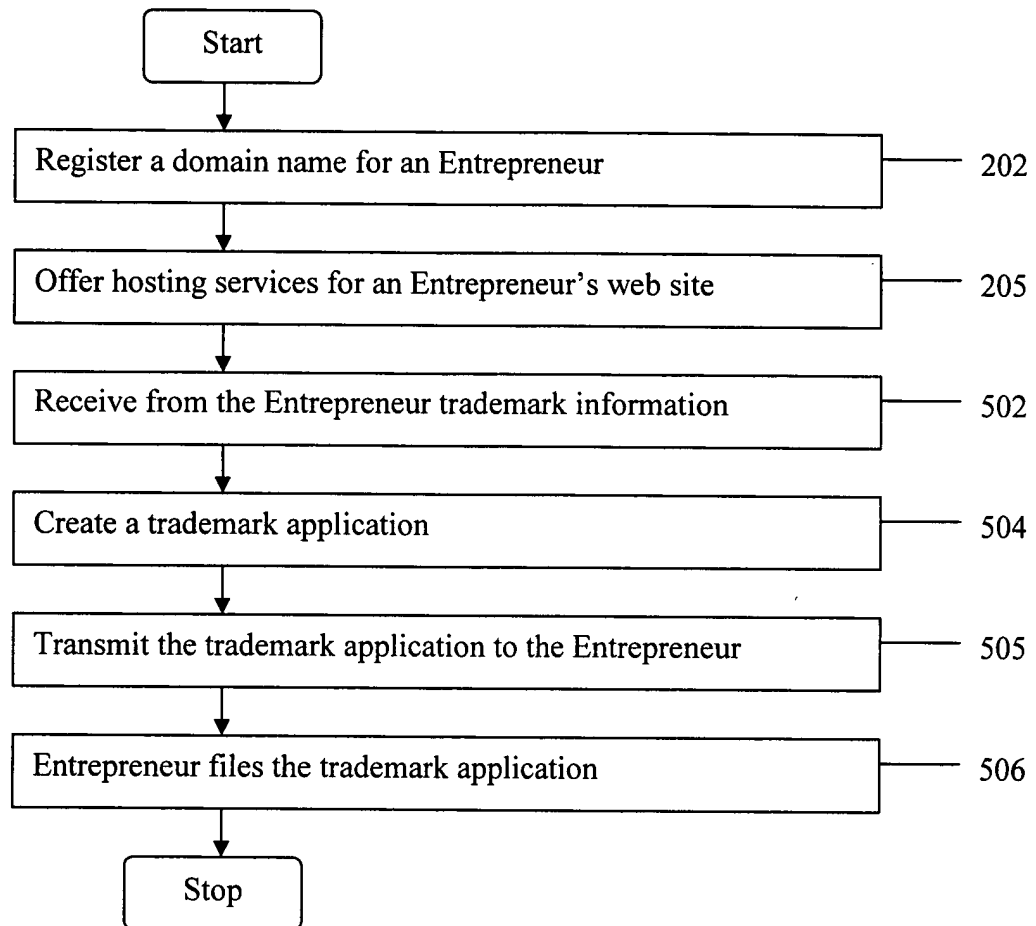 Start
Register a domain name for an Entrepreneur 202
Offer hosting services for an Entrepreneur’s web site 205
Receive from the Entrepreneur trademark information 502
Create a trademark application 504
Transmit the trademark application to the Entrepreneur 505
Entrepreneur files the trademark application 506
Stop